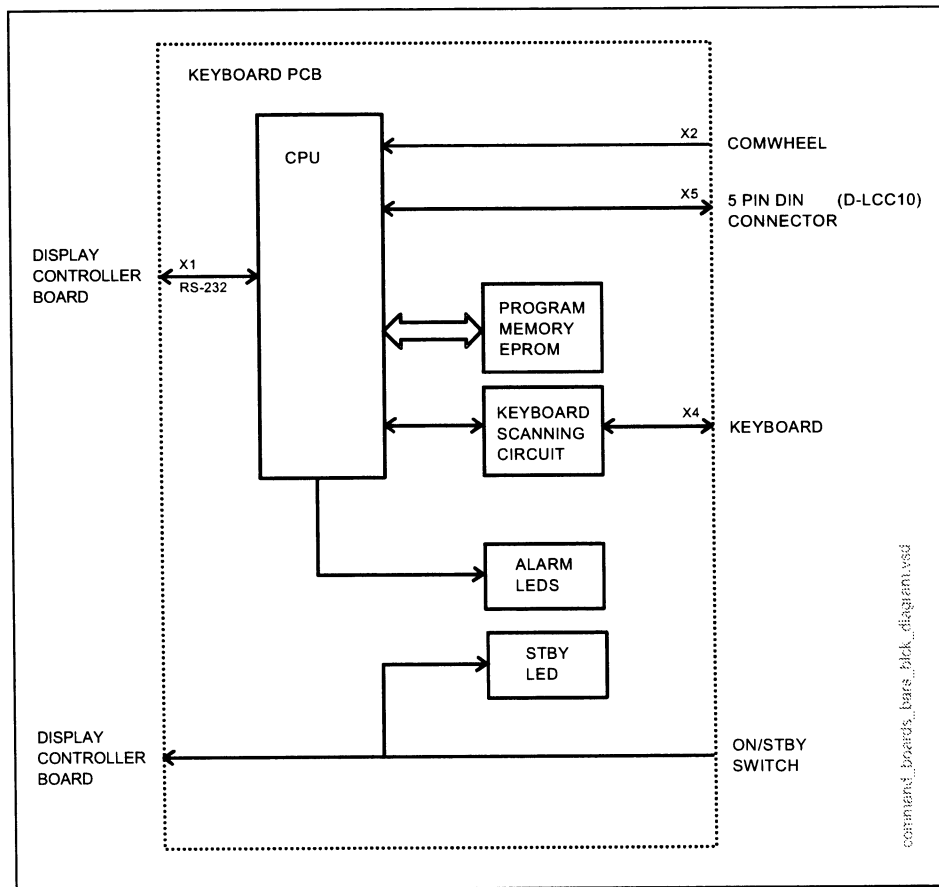 KEYBOARD PCB
CPU
X2
COMWHEEL
X5
5 PIN DIN (D-LCC10)
CONNECTOR
DISPLAY
CONTROLLER
BOARD
X1
RS-232
PROGRAM
MEMORY
EPROM
KEYBOARD
SCANNING
CIRCUIT
X4
KEYBOARD
ALARM
LEDS
STBY
LED
DISPLAY
CONTROLLER
BOARD
ON/STBY
SWITCH
command_boards_bars_blck_diagram.vsd